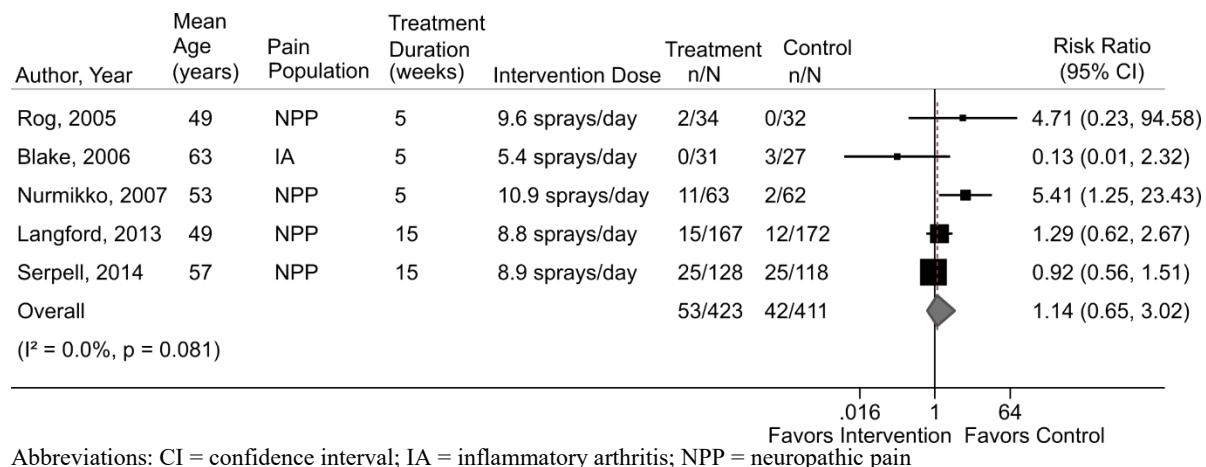 Author, Year Mean Age (years) Pain Population Treatment Duration (weeks) Intervention Dose Treatment n/N Control n/N Risk Ratio (95% CI)
Rog, 2005 49 NPP 5 9.6 sprays/day 2/34 0/32 4.71 (0.23, 94.58)
Blake, 2006 63 IA 5 5.4 sprays/day 0/31 3/27 0.13 (0.01, 2.32)
Nurmikko, 2007 53 NPP 5 10.9 sprays/day 11/63 2/62 5.41 (1.25, 23.43)
Langford, 2013 49 NPP 15 8.8 sprays/day 15/167 12/172 1.29 (0.62, 2.67)
Serpell, 2014 57 NPP 15 8.9 sprays/day 25/128 25/118 0.92 (0.56, 1.51)
Overall 53/423 42/411 1.14 (0.65, 3.02)
(I² = 0.0%, p = 0.081)
.016 1 64
Favors Intervention Favors Control
Abbreviations: CI = confidence interval; IA = inflammatory arthritis; NPP = neuropathic pain